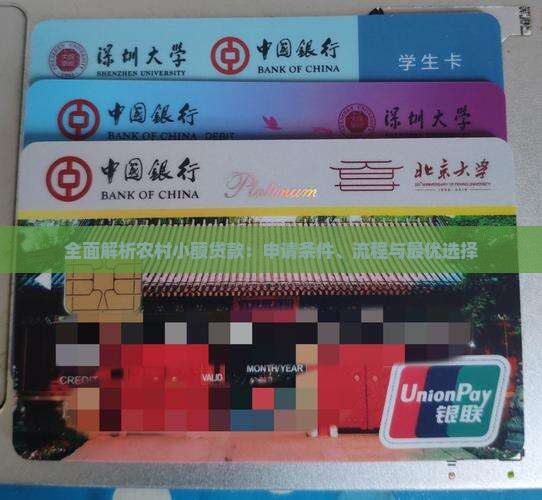 深圳大学
SHENZHEN UNIVERSITY
中国銀行
BANK OF CHINA
学生卡
中国銀行
BANK OF CHINA DEBIT
深圳大学
中国銀行
BANK OF CHINA
Platinum
北京大学
全面解析农村小额贷款：申请条件、流程与最优选择
CREDIT
VALID
MONTH/YEAR
UnionPay
银联